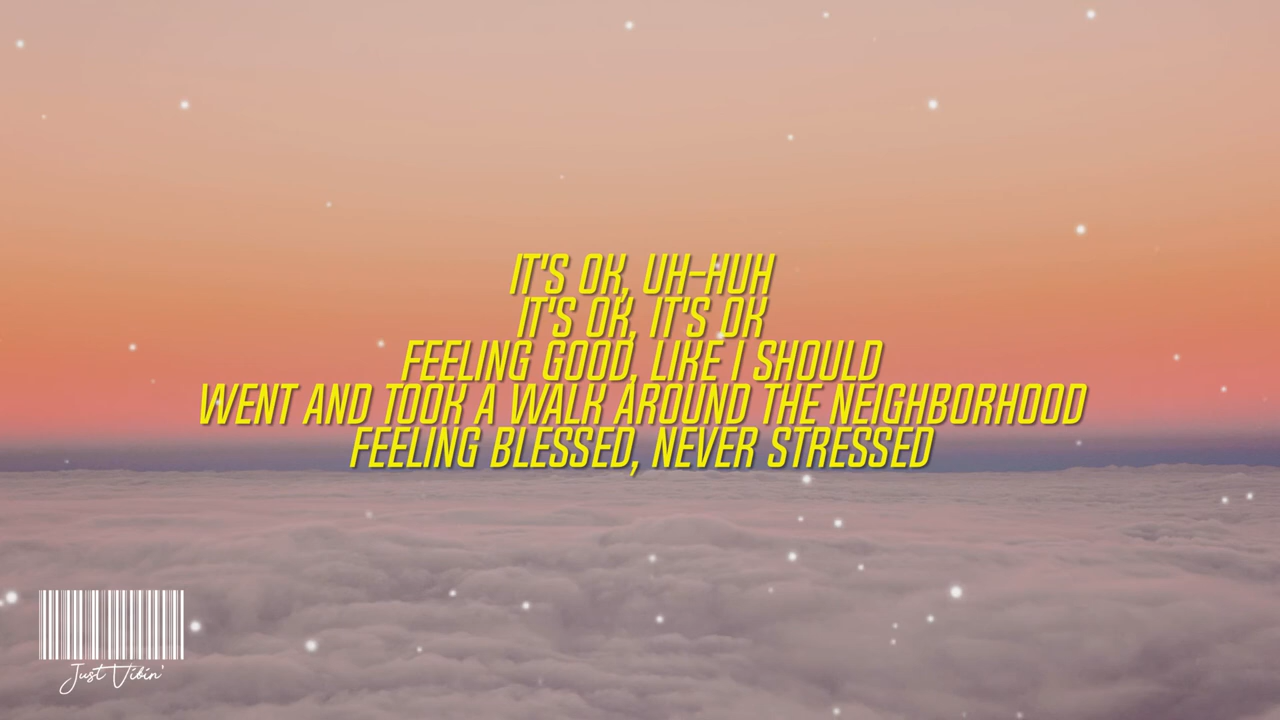 IT'S OK, UH-HUH
IT'S OK, IT'S OK
FEELING GOOD, LIKE I SHOULD
WENT AND TOOK A WALK AROUND THE NEIGHBORHOOD
FEELING BLESSED, NEVER STRESSED
Just Vibin'